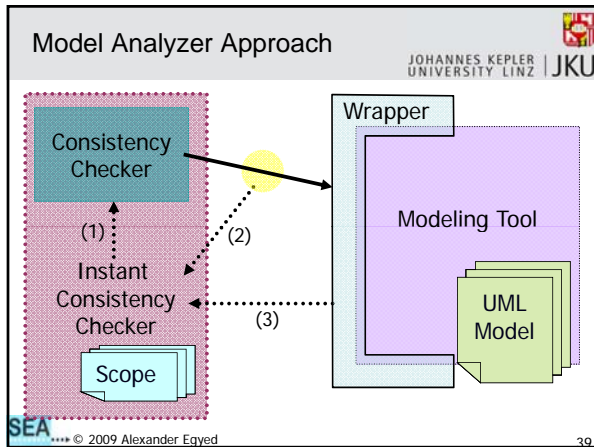 Model Analyzer Approach
JOHANNES KEPLER
UNIVERSITY LINZ
JKU
Consistency
Checker
Wrapper
Modeling Tool
(1)
(2)
(3)
Instant
Consistency
Checker
Scope
UML
Model
SEA
© 2009 Alexander Egyed
39